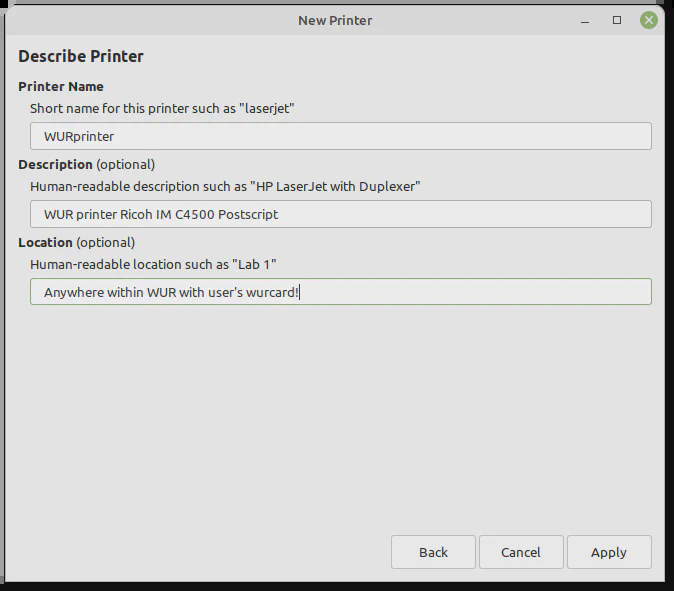 New Printer
Describe Printer
Printer Name
Short name for this printer such as "laserjet"
WURprinter
Description (optional)
Human-readable description such as "HP LaserJet with Duplexer"
WUR printer Ricoh IM C4500 Postscript
Location (optional)
Human-readable location such as "Lab 1"
Anywhere within WUR with user's wurcard!
Back Cancel Apply